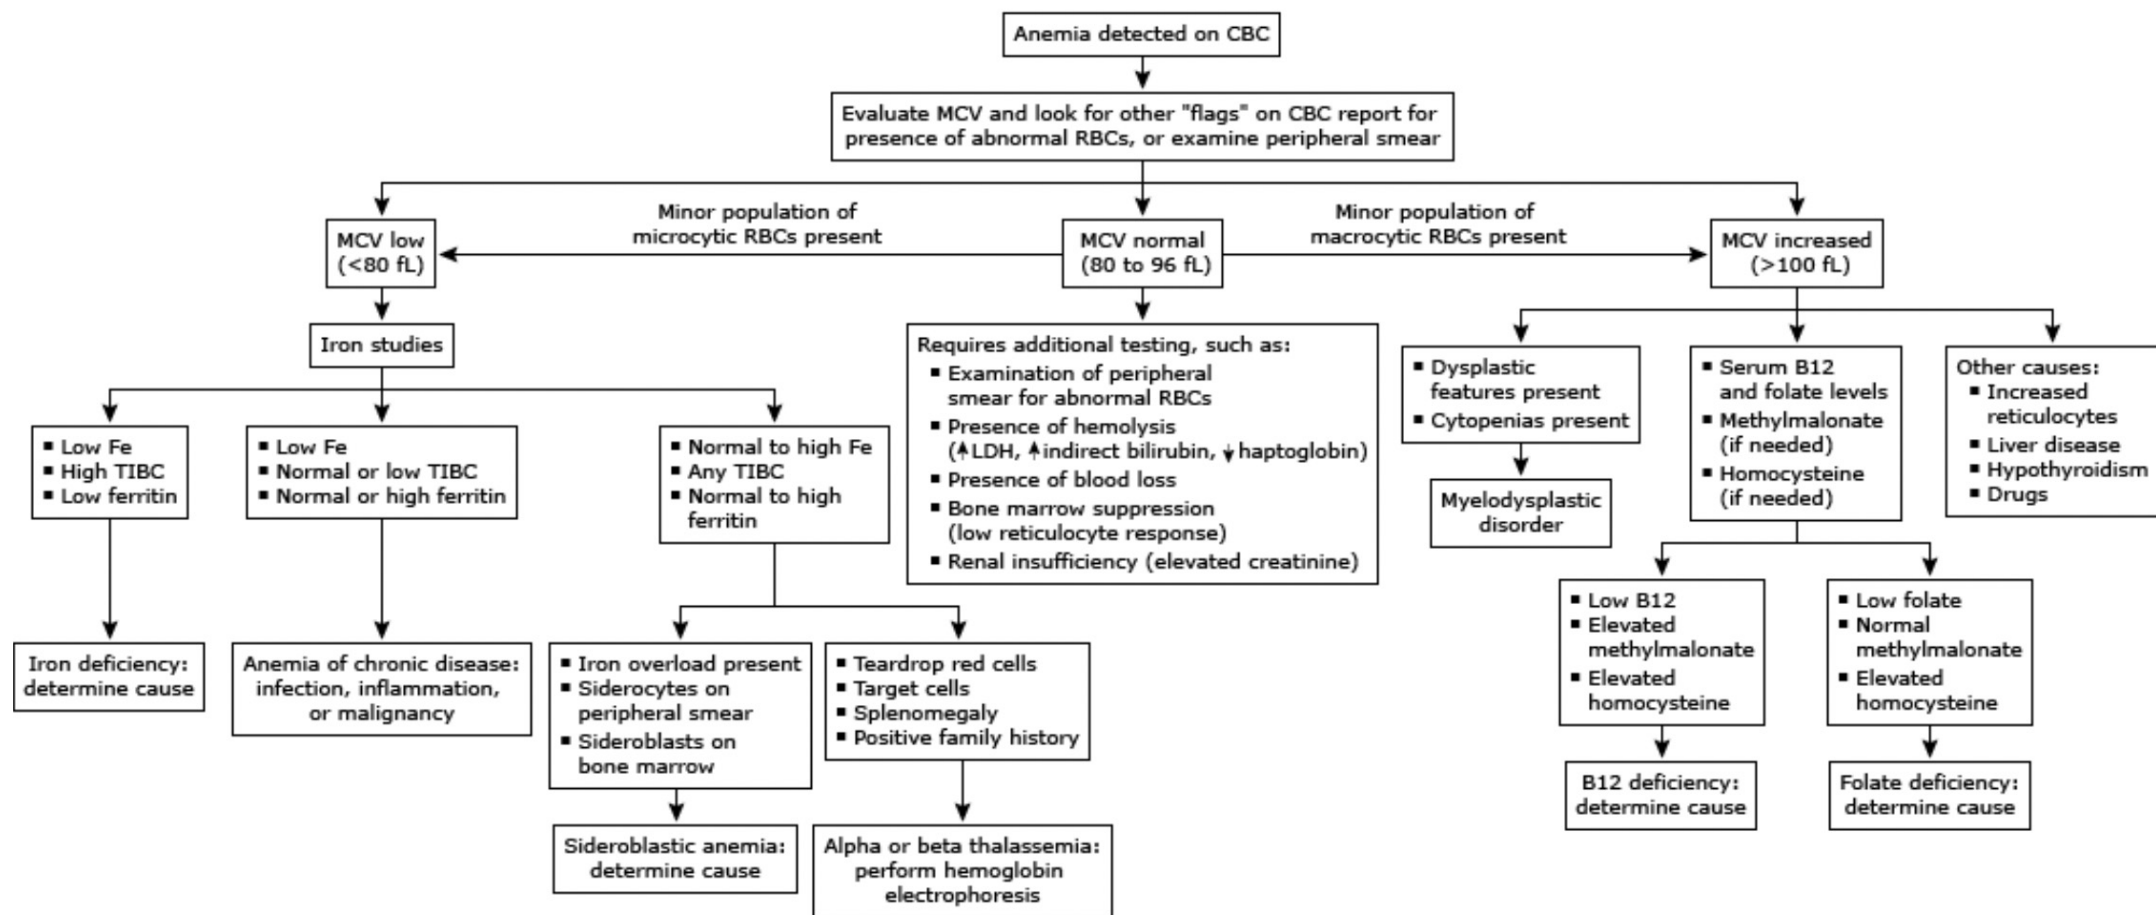 Anemia detected on CBC
Evaluate MCV and look for other "flags" on CBC report for
presence of abnormal RBCs, or examine peripheral smear
Minor population of
microcytic RBCs present
Minor population of
macrocytic RBCs present
MCV low
(<80 fL)
MCV normal
(80 to 96 fL)
MCV increased
(>100 fL)
Iron studies
▪ Low Fe
▪ High TIBC
▪ Low ferritin
▪ Low Fe
▪ Normal or low TIBC
▪ Normal or high ferritin
▪ Normal to high Fe
▪ Any TIBC
▪ Normal to high
ferritin
Iron deficiency:
determine cause
Anemia of chronic disease:
infection, inflammation,
or malignancy
▪ Iron overload present
▪ Siderocytes on
peripheral smear
▪ Sideroblasts on
bone marrow
▪ Teardrop red cells
▪ Target cells
▪ Splenomegaly
▪ Positive family history
Sideroblastic anemia:
determine cause
Alpha or beta thalassemia:
perform hemoglobin
electrophoresis
Requires additional testing, such as:
▪ Examination of peripheral
smear for abnormal RBCs
▪ Presence of hemolysis
(↑LDH, ↑indirect bilirubin, ↓haptoglobin)
▪ Presence of blood loss
▪ Bone marrow suppression
(low reticulocyte response)
▪ Renal insufficiency (elevated creatinine)
▪ Dysplastic
features present
▪ Cytopenias present
Myelodysplastic
disorder
▪ Serum B12
and folate levels
▪ Methylmalonate
(if needed)
▪ Homocysteine
(if needed)
Other causes:
▪ Increased
reticulocytes
▪ Liver disease
▪ Hypothyroidism
▪ Drugs
▪ Low B12
▪ Elevated
methylmalonate
▪ Elevated
homocysteine
▪ Low folate
▪ Normal
methylmalonate
▪ Elevated
homocysteine
B12 deficiency:
determine cause
Folate deficiency:
determine cause